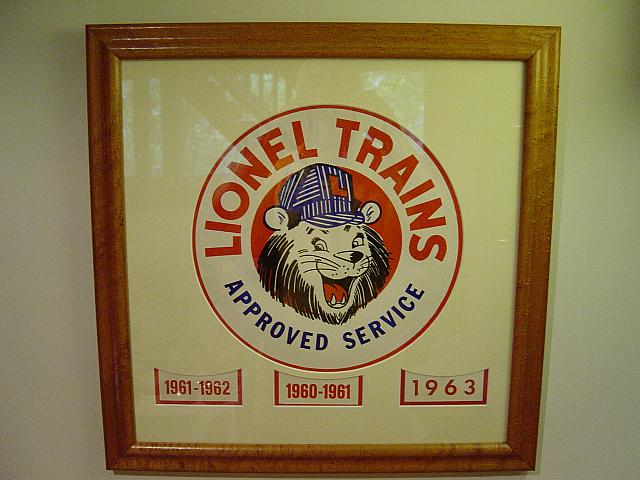 LIONEL TRAINS
L
APPROVED SERVICE
1961-1962
1960-1961
1963